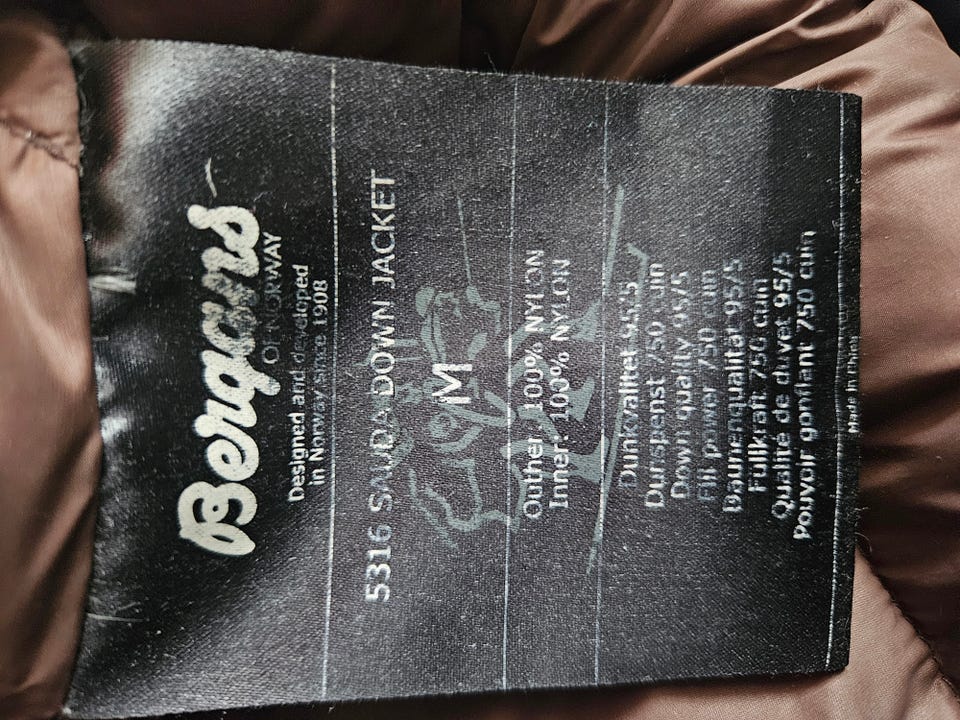 Bergans
OF NORWAY
Designed and developed
in Norway since 1908
5316 SAUDA DOWN JACKET
M
Outher 100% NYLON
Inner: 100% NYLON
Dunkvalitet 95/5
Dunspenst 750 cuin
Down quality 95/5
Fill power 750 cuin
Daunenqualität 95/5
Füllkraft 750 cuin
Qualité de duvet 95/5
Pouvoir gonflant 750 cuin
Made in China